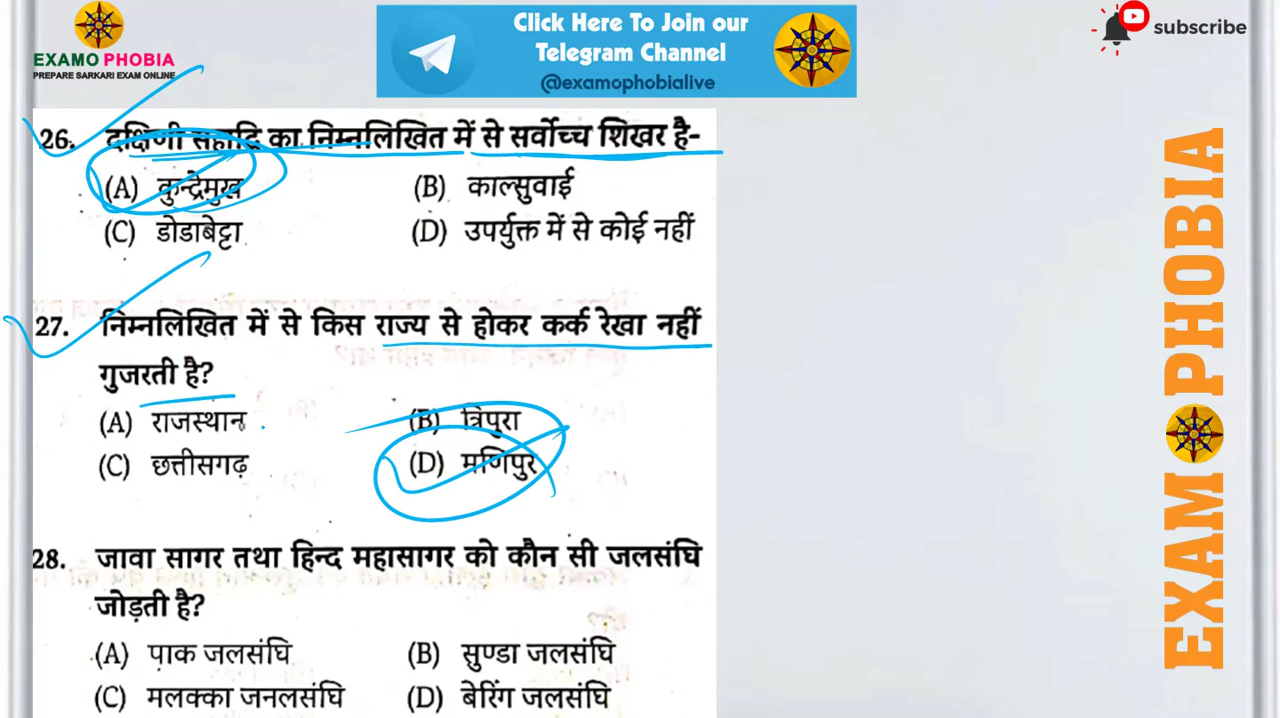 EXAMO PHOBIA
PREPARE SARKARI EXAM ONLINE
Click Here To Join our
Telegram Channel
@examophobialive
subscribe
26. दक्षिणी सहाद्रि का निम्नलिखित में से सर्वोच्च शिखर है-
(A) कुन्द्रेमुख (B) काल्सुवाई
(C) डोडाबेट्टा (D) उपर्युक्त में से कोई नहीं
27. निम्नलिखित में से किस राज्य से होकर कर्क रेखा नहीं
गुजरती है?
(A) राजस्थान (B) त्रिपुरा
(C) छत्तीसगढ़ (D) मणिपुर
28. जावा सागर तथा हिन्द महासागर को कौन सी जलसंधि
जोड़ती है?
(A) पाक जलसंधि (B) सुण्डा जलसंधि
(C) मलक्का जनलसंधि (D) बेरिंग जलसंधि
EXAMO PHOBIA